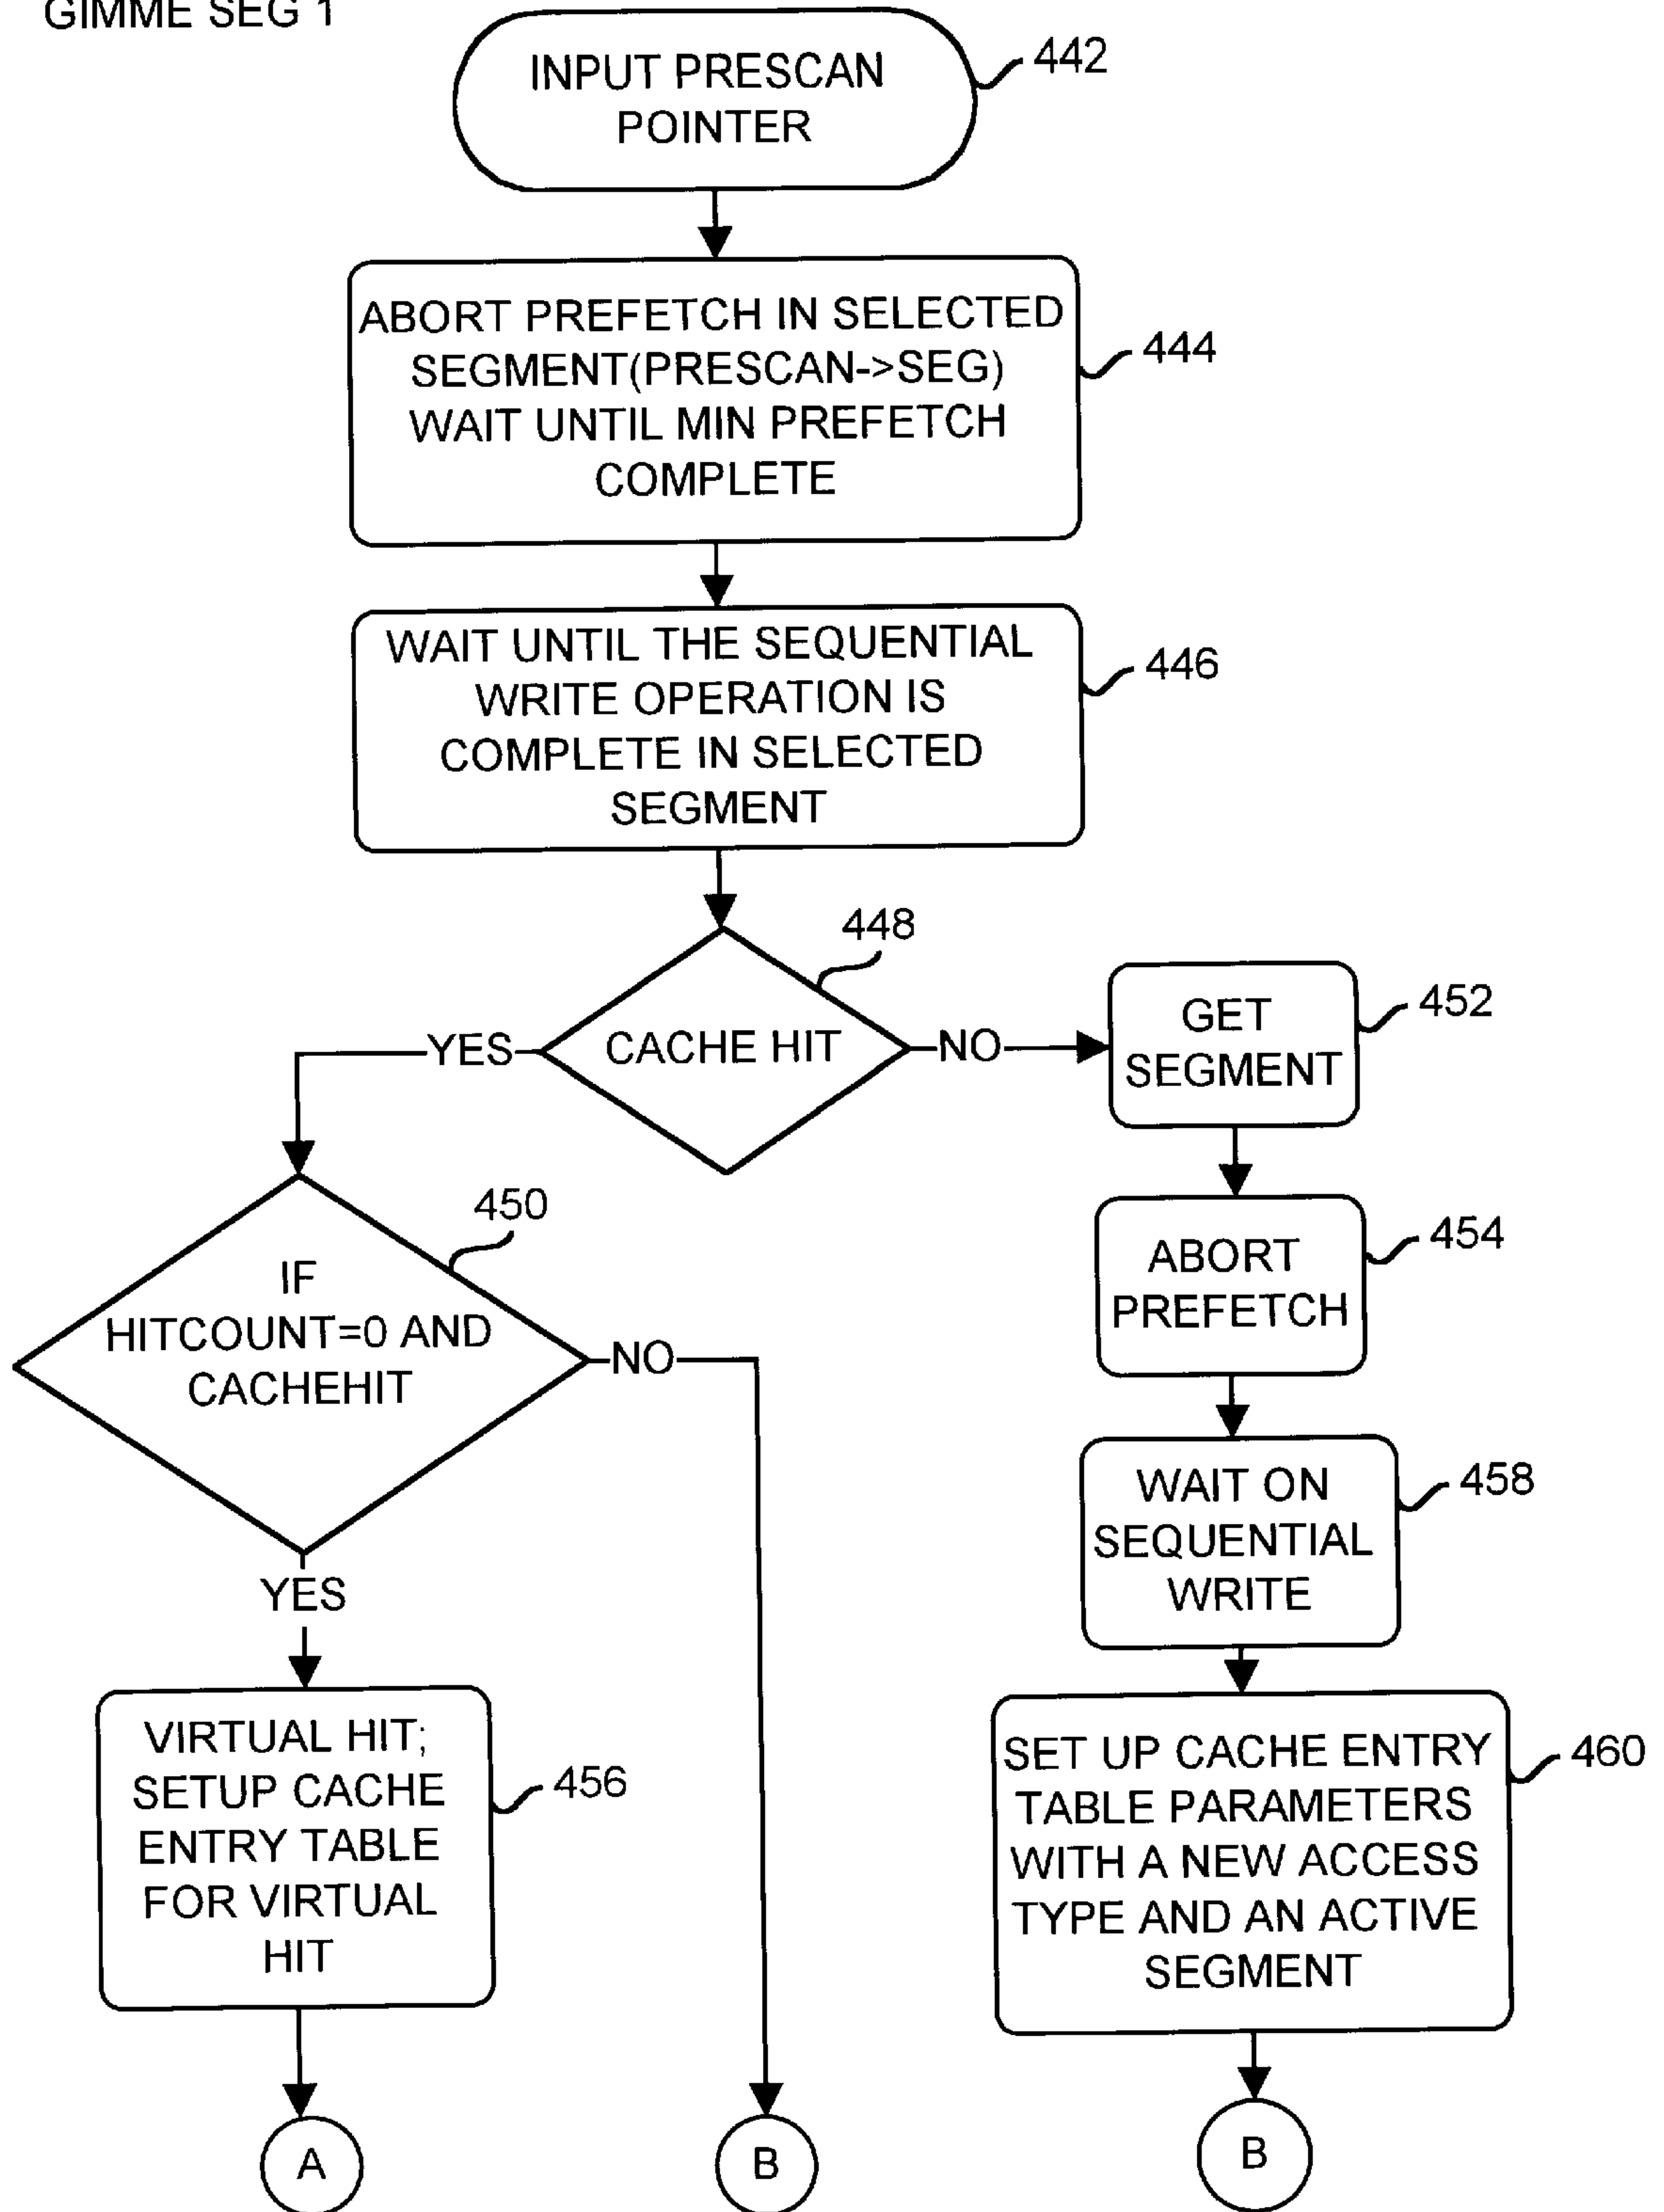 GIMME SEG 1
INPUT PRESCAN
POINTER
442
ABORT PREFETCH IN SELECTED
SEGMENT(PRESCAN->SEG)
WAIT UNTIL MIN PREFETCH
COMPLETE
444
WAIT UNTIL THE SEQUENTIAL
WRITE OPERATION IS
COMPLETE IN SELECTED
SEGMENT
446
448
CACHE HIT
YES
NO
GET
SEGMENT
452
450
IF
HITCOUNT=0 AND
CACHEHIT
NO
YES
ABORT
PREFETCH
454
WAIT ON
SEQUENTIAL
WRITE
458
VIRTUAL HIT;
SETUP CACHE
ENTRY TABLE
FOR VIRTUAL
HIT
456
SET UP CACHE ENTRY
TABLE PARAMETERS
WITH A NEW ACCESS
TYPE AND AN ACTIVE
SEGMENT
460
A
B
B